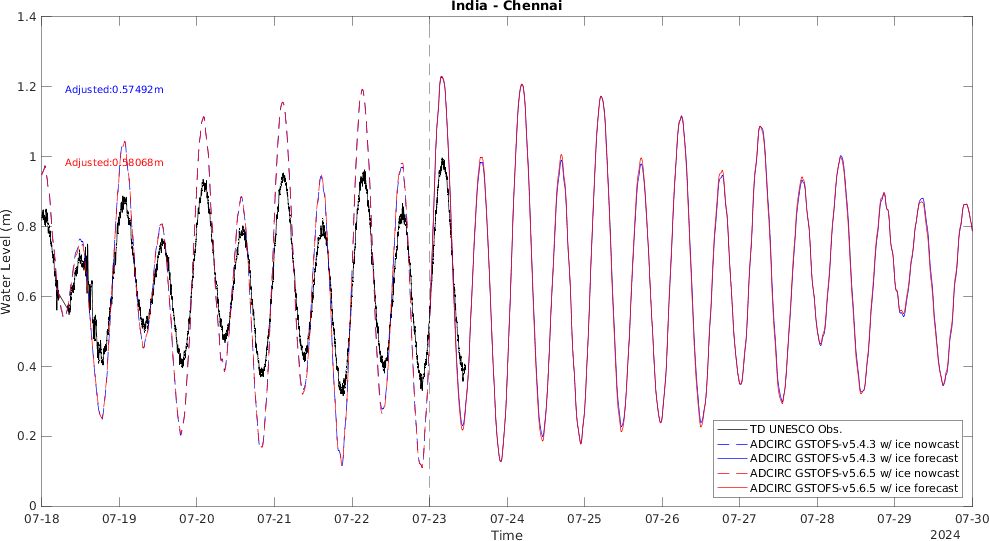 India - Chennai
1.4
1.2
1
0.8
0.6
0.4
0.2
0
Water Level (m)
Adjusted:0.57492m
Adjusted:0.58068m
TD UNESCO Obs.
ADCIRC GSTOFS-v5.4.3 w/ ice nowcast
ADCIRC GSTOFS-v5.4.3 w/ ice forecast
ADCIRC GSTOFS-v5.6.5 w/ ice nowcast
ADCIRC GSTOFS-v5.6.5 w/ ice forecast
07-18 07-19 07-20 07-21 07-22 07-23 07-24 07-25 07-26 07-27 07-28 07-29 07-30
Time
2024